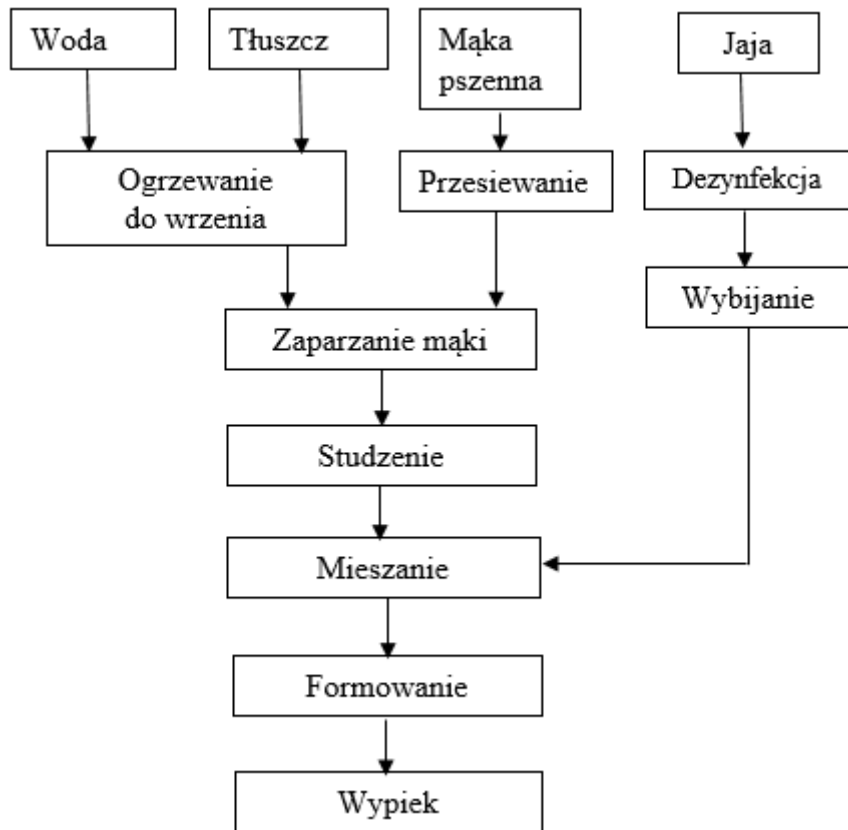 Woda
Tłuszcz
Mąka
pszenna
Jaja
Ogrzewanie
do wrzenia
Przesiewanie
Dezynfekcja
Wybijanie
Zaparzanie mąki
Studzenie
Mieszanie
Formowanie
Wypiek